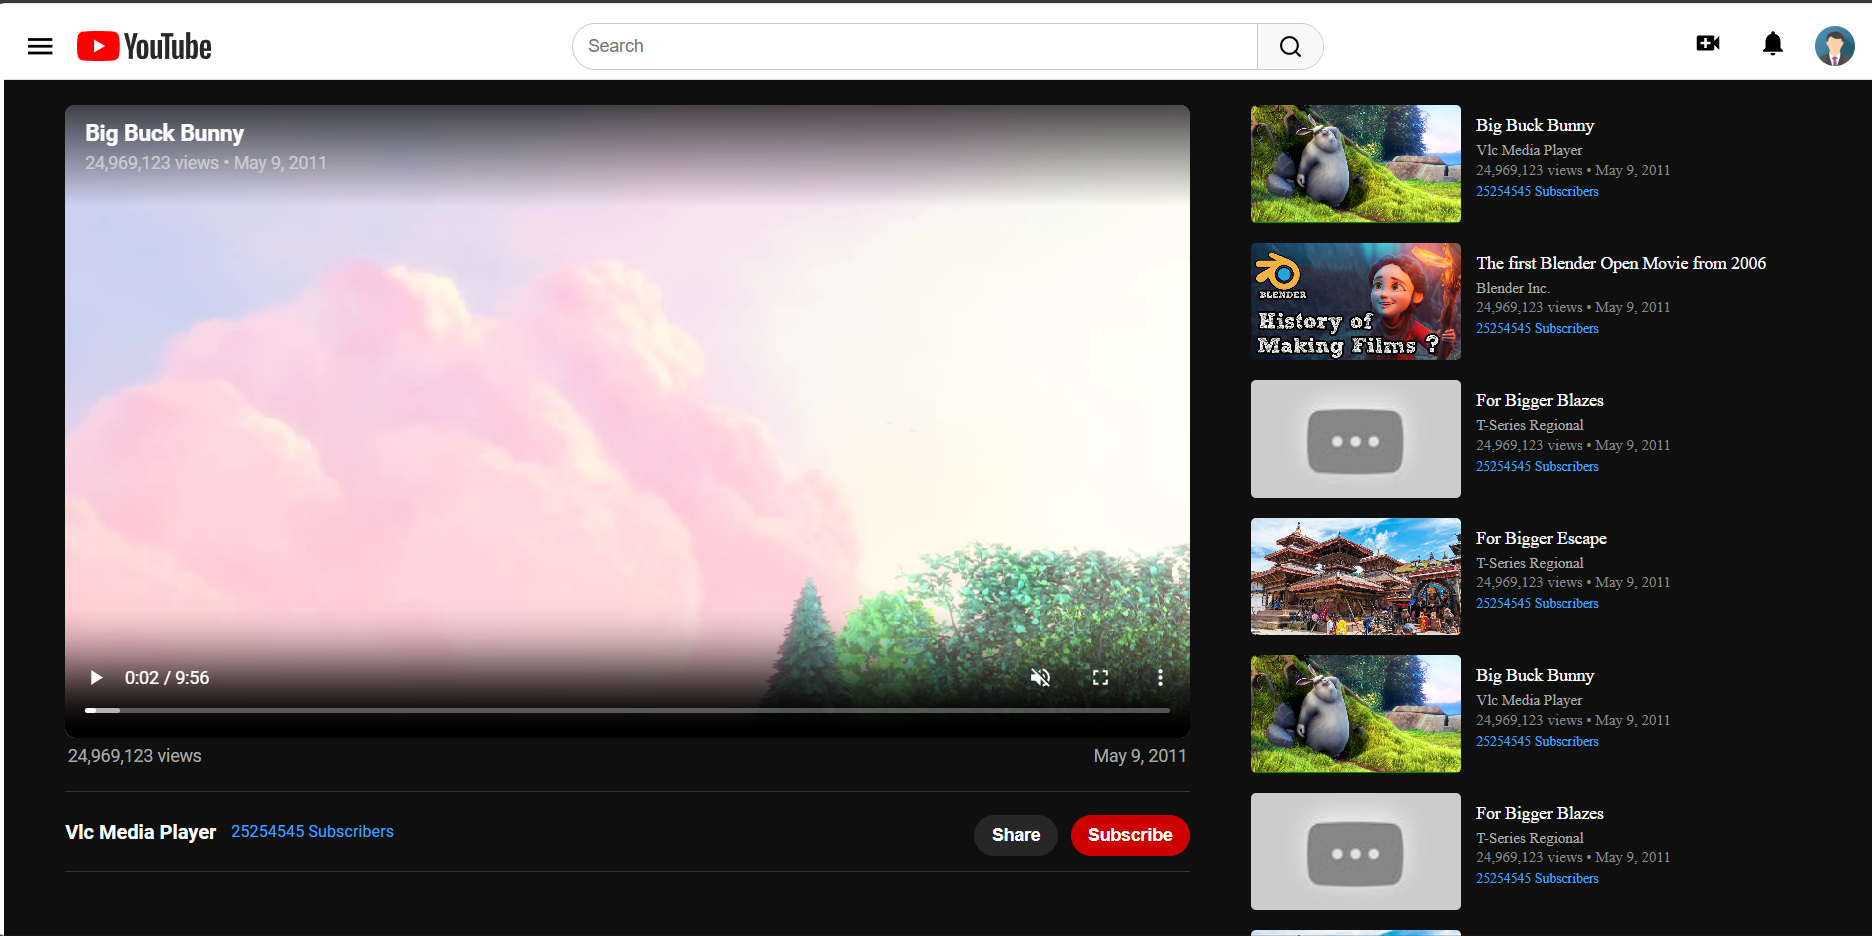 YouTube
Search
Big Buck Bunny
24,969,123 views • May 9, 2011
0:02 / 9:56
24,969,123 views
May 9, 2011
Vlc Media Player
25254545 Subscribers
Share
Subscribe
Big Buck Bunny
Vlc Media Player
24,969,123 views • May 9, 2011
25254545 Subscribers
BLENDER
History of
Making Films ?
The first Blender Open Movie from 2006
Blender Inc.
24,969,123 views • May 9, 2011
25254545 Subscribers
For Bigger Blazes
T-Series Regional
24,969,123 views • May 9, 2011
25254545 Subscribers
For Bigger Escape
T-Series Regional
24,969,123 views • May 9, 2011
25254545 Subscribers
Big Buck Bunny
Vlc Media Player
24,969,123 views • May 9, 2011
25254545 Subscribers
For Bigger Blazes
T-Series Regional
24,969,123 views • May 9, 2011
25254545 Subscribers